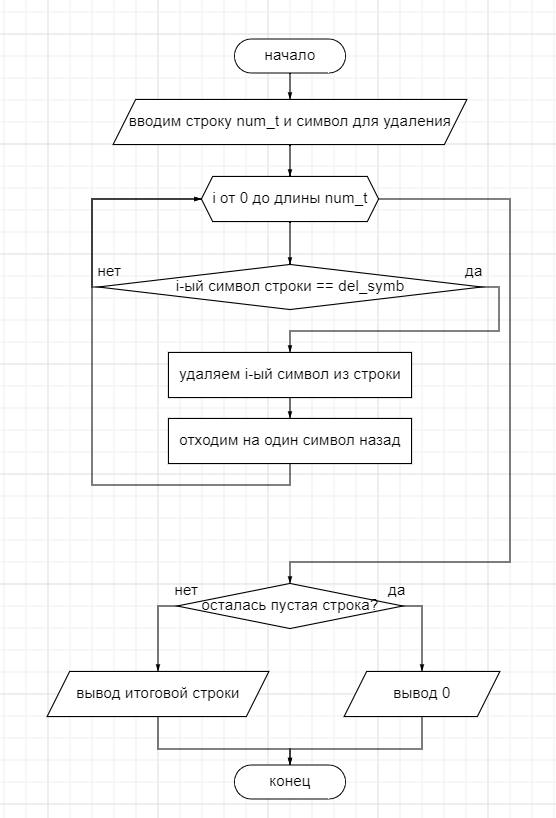 начало
вводим строку num_t и символ для удаления
i от 0 до длины num_t
нет
да
i-ый символ строки == del_symb
удаляем i-ый символ из строки
отходим на один символ назад
нет
да
осталась пустая строка?
вывод итоговой строки
вывод 0
конец